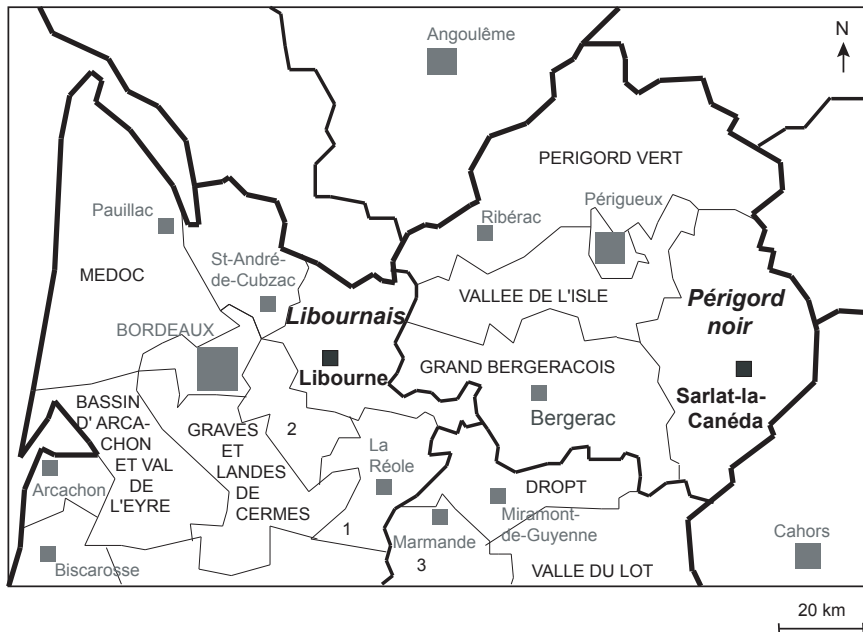 Angoulême
N
PERIGORD VERT
Périgueux
Pauillac
Ribérac
St-André-
de-Cubzac
MEDOC
VALLEE DE L'ISLE
Périgord
noir
Libournais
BORDEAUX
GRAND BERGERACOIS
Libourne
Sarlat-la-
Canéda
BASSIN
D' ARCA-
CHON
ET VAL
DE
L'EYRE
GRAVES
ET
LANDES
DE
CERMES
2
Bergerac
La
Réole
Arcachon
DROPT
Miramont-
de-Guyenne
1
Marmande
Cahors
Biscarosse
3
VALLE DU LOT
20 km